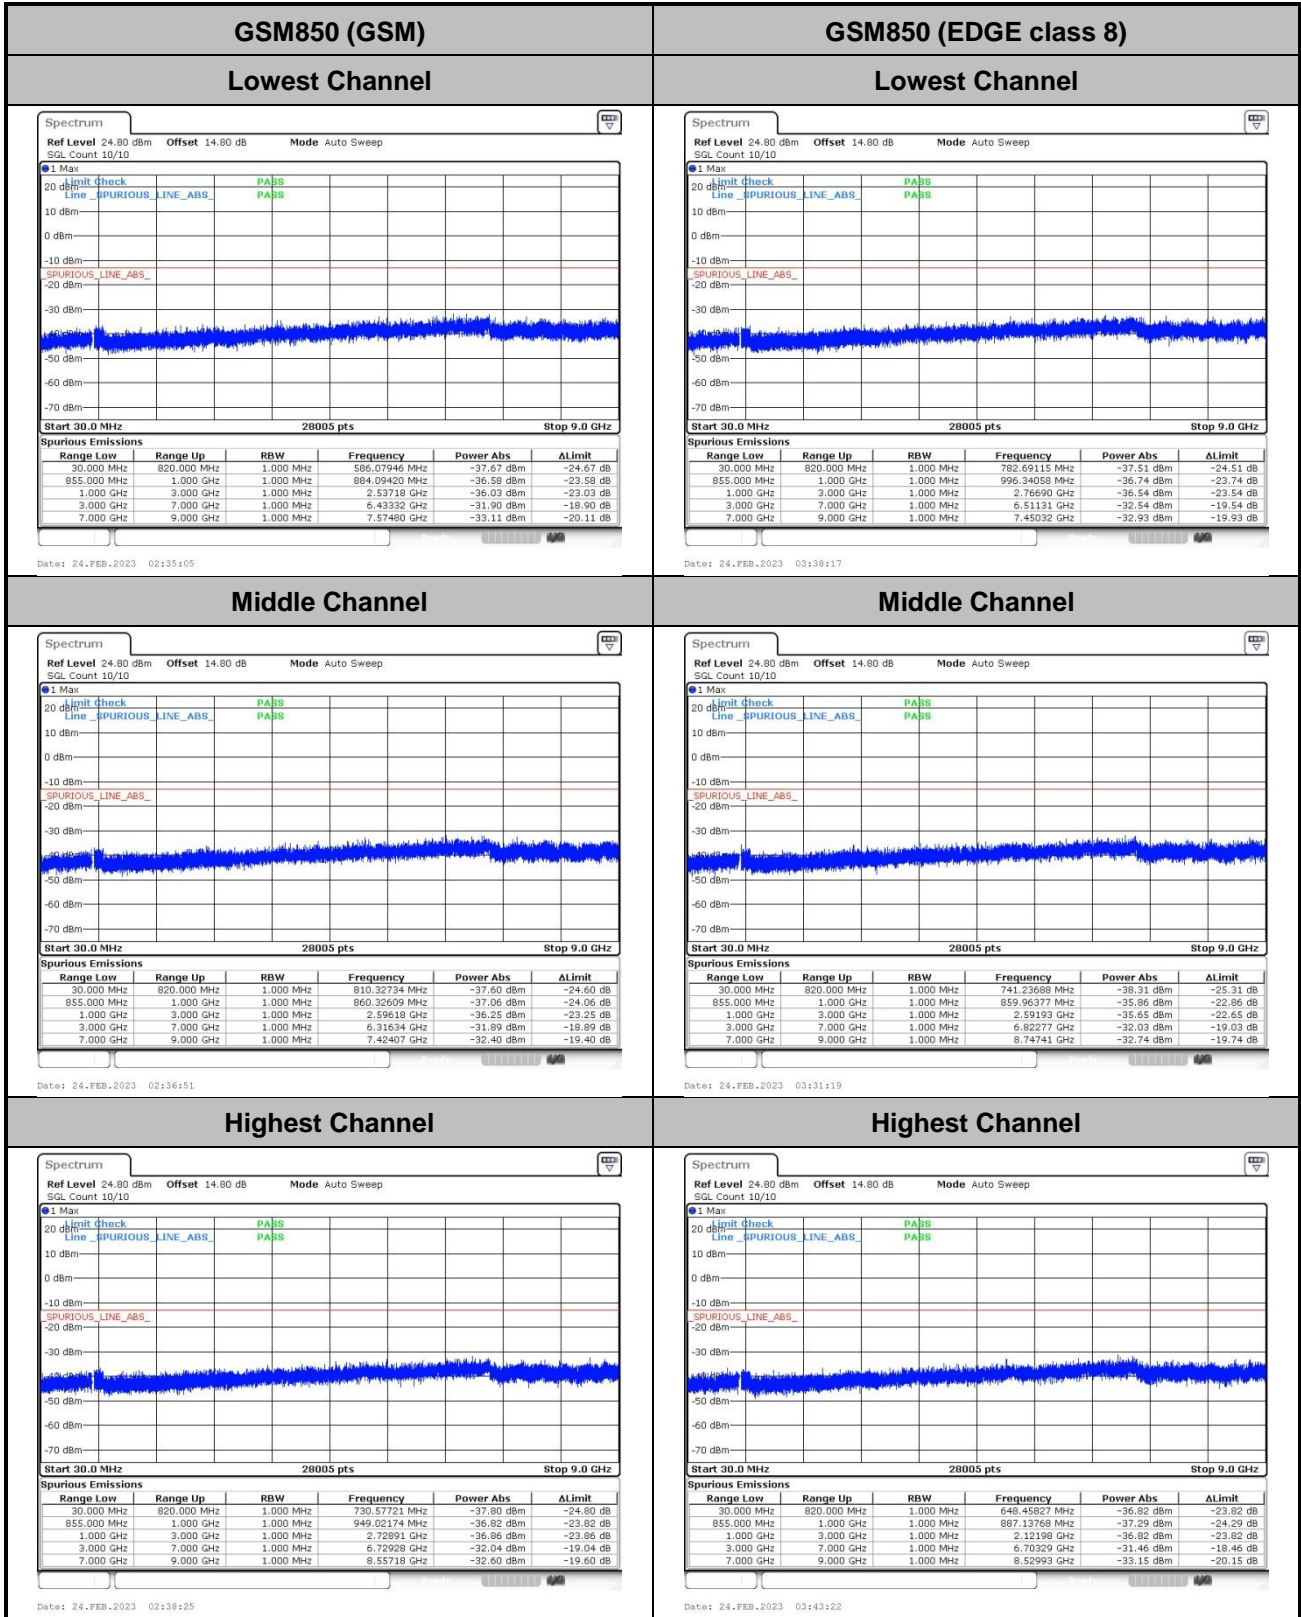 GSM850 (GSM)
GSM850 (EDGE class 8)
Lowest Channel
Lowest Channel
Spectrum
Ref Level 24.80 dBm Offset 14.80 dB Mode Auto Sweep
SGL Count 10/10
1 Max
Limit Check PASS
20 dBm
Line _SPURIOUS_LINE_ABS_ PASS
10 dBm
0 dBm
-10 dBm
_SPURIOUS_LINE_ABS_
-20 dBm
-30 dBm
-50 dBm
-60 dBm
-70 dBm
Start 30.0 MHz 28005 pts Stop 9.0 GHz
Spurious Emissions
Range Low Range Up RBW Frequency Power Abs ΔLimit
30.000 MHz 820.000 MHz 1.000 MHz 586.07946 MHz -37.67 dBm -24.67 dB
855.000 MHz 1.000 GHz 1.000 MHz 884.09420 MHz -36.58 dBm -23.58 dB
1.000 GHz 3.000 GHz 1.000 MHz 2.53718 GHz -36.03 dBm -23.03 dB
3.000 GHz 7.000 GHz 1.000 MHz 6.43332 GHz -31.90 dBm -18.90 dB
7.000 GHz 9.000 GHz 1.000 MHz 7.57480 GHz -33.11 dBm -20.11 dB
Date: 24.FEB.2023 02:35:05
Spectrum
Ref Level 24.80 dBm Offset 14.80 dB Mode Auto Sweep
SGL Count 10/10
1 Max
Limit Check PASS
20 dBm
Line _SPURIOUS_LINE_ABS_ PASS
10 dBm
0 dBm
-10 dBm
_SPURIOUS_LINE_ABS_
-20 dBm
-30 dBm
-50 dBm
-60 dBm
-70 dBm
Start 30.0 MHz 28005 pts Stop 9.0 GHz
Spurious Emissions
Range Low Range Up RBW Frequency Power Abs ΔLimit
30.000 MHz 820.000 MHz 1.000 MHz 782.69115 MHz -37.51 dBm -24.51 dB
855.000 MHz 1.000 GHz 1.000 MHz 996.34058 MHz -36.74 dBm -23.74 dB
1.000 GHz 3.000 GHz 1.000 MHz 2.76690 GHz -36.54 dBm -23.54 dB
3.000 GHz 7.000 GHz 1.000 MHz 6.51131 GHz -32.54 dBm -19.54 dB
7.000 GHz 9.000 GHz 1.000 MHz 7.45032 GHz -32.93 dBm -19.93 dB
Date: 24.FEB.2023 03:38:17
Middle Channel
Middle Channel
Spectrum
Ref Level 24.80 dBm Offset 14.80 dB Mode Auto Sweep
SGL Count 10/10
1 Max
Limit Check PASS
20 dBm
Line _SPURIOUS_LINE_ABS_ PASS
10 dBm
0 dBm
-10 dBm
_SPURIOUS_LINE_ABS_
-20 dBm
-30 dBm
-50 dBm
-60 dBm
-70 dBm
Start 30.0 MHz 28005 pts Stop 9.0 GHz
Spurious Emissions
Range Low Range Up RBW Frequency Power Abs ΔLimit
30.000 MHz 820.000 MHz 1.000 MHz 810.32734 MHz -37.60 dBm -24.60 dB
855.000 MHz 1.000 GHz 1.000 MHz 860.32609 MHz -37.06 dBm -24.06 dB
1.000 GHz 3.000 GHz 1.000 MHz 2.59618 GHz -36.25 dBm -23.25 dB
3.000 GHz 7.000 GHz 1.000 MHz 6.31634 GHz -31.89 dBm -18.89 dB
7.000 GHz 9.000 GHz 1.000 MHz 7.42407 GHz -32.40 dBm -19.40 dB
Date: 24.FEB.2023 02:36:51
Spectrum
Ref Level 24.80 dBm Offset 14.80 dB Mode Auto Sweep
SGL Count 10/10
1 Max
Limit Check PASS
20 dBm
Line _SPURIOUS_LINE_ABS_ PASS
10 dBm
0 dBm
-10 dBm
_SPURIOUS_LINE_ABS_
-20 dBm
-30 dBm
-50 dBm
-60 dBm
-70 dBm
Start 30.0 MHz 28005 pts Stop 9.0 GHz
Spurious Emissions
Range Low Range Up RBW Frequency Power Abs ΔLimit
30.000 MHz 820.000 MHz 1.000 MHz 741.23688 MHz -38.31 dBm -25.31 dB
855.000 MHz 1.000 GHz 1.000 MHz 859.96377 MHz -35.86 dBm -22.86 dB
1.000 GHz 3.000 GHz 1.000 MHz 2.59193 GHz -35.65 dBm -22.65 dB
3.000 GHz 7.000 GHz 1.000 MHz 6.82277 GHz -32.03 dBm -19.03 dB
7.000 GHz 9.000 GHz 1.000 MHz 8.74741 GHz -32.74 dBm -19.74 dB
Date: 24.FEB.2023 03:31:19
Highest Channel
Highest Channel
Spectrum
Ref Level 24.80 dBm Offset 14.80 dB Mode Auto Sweep
SGL Count 10/10
1 Max
Limit Check PASS
20 dBm
Line _SPURIOUS_LINE_ABS_ PASS
10 dBm
0 dBm
-10 dBm
_SPURIOUS_LINE_ABS_
-20 dBm
-30 dBm
-50 dBm
-60 dBm
-70 dBm
Start 30.0 MHz 28005 pts Stop 9.0 GHz
Spurious Emissions
Range Low Range Up RBW Frequency Power Abs ΔLimit
30.000 MHz 820.000 MHz 1.000 MHz 730.57721 MHz -37.80 dBm -24.80 dB
855.000 MHz 1.000 GHz 1.000 MHz 949.02174 MHz -36.82 dBm -23.82 dB
1.000 GHz 3.000 GHz 1.000 MHz 2.72891 GHz -36.86 dBm -23.86 dB
3.000 GHz 7.000 GHz 1.000 MHz 6.72928 GHz -32.04 dBm -19.04 dB
7.000 GHz 9.000 GHz 1.000 MHz 8.55718 GHz -32.60 dBm -19.60 dB
Date: 24.FEB.2023 02:38:25
Spectrum
Ref Level 24.80 dBm Offset 14.80 dB Mode Auto Sweep
SGL Count 10/10
1 Max
Limit Check PASS
20 dBm
Line _SPURIOUS_LINE_ABS_ PASS
10 dBm
0 dBm
-10 dBm
_SPURIOUS_LINE_ABS_
-20 dBm
-30 dBm
-50 dBm
-60 dBm
-70 dBm
Start 30.0 MHz 28005 pts Stop 9.0 GHz
Spurious Emissions
Range Low Range Up RBW Frequency Power Abs ΔLimit
30.000 MHz 820.000 MHz 1.000 MHz 648.45827 MHz -36.82 dBm -23.82 dB
855.000 MHz 1.000 GHz 1.000 MHz 887.13768 MHz -37.29 dBm -24.29 dB
1.000 GHz 3.000 GHz 1.000 MHz 2.12198 GHz -36.82 dBm -23.82 dB
3.000 GHz 7.000 GHz 1.000 MHz 6.70329 GHz -31.46 dBm -18.46 dB
7.000 GHz 9.000 GHz 1.000 MHz 8.52993 GHz -33.15 dBm -20.15 dB
Date: 24.FEB.2023 03:43:22